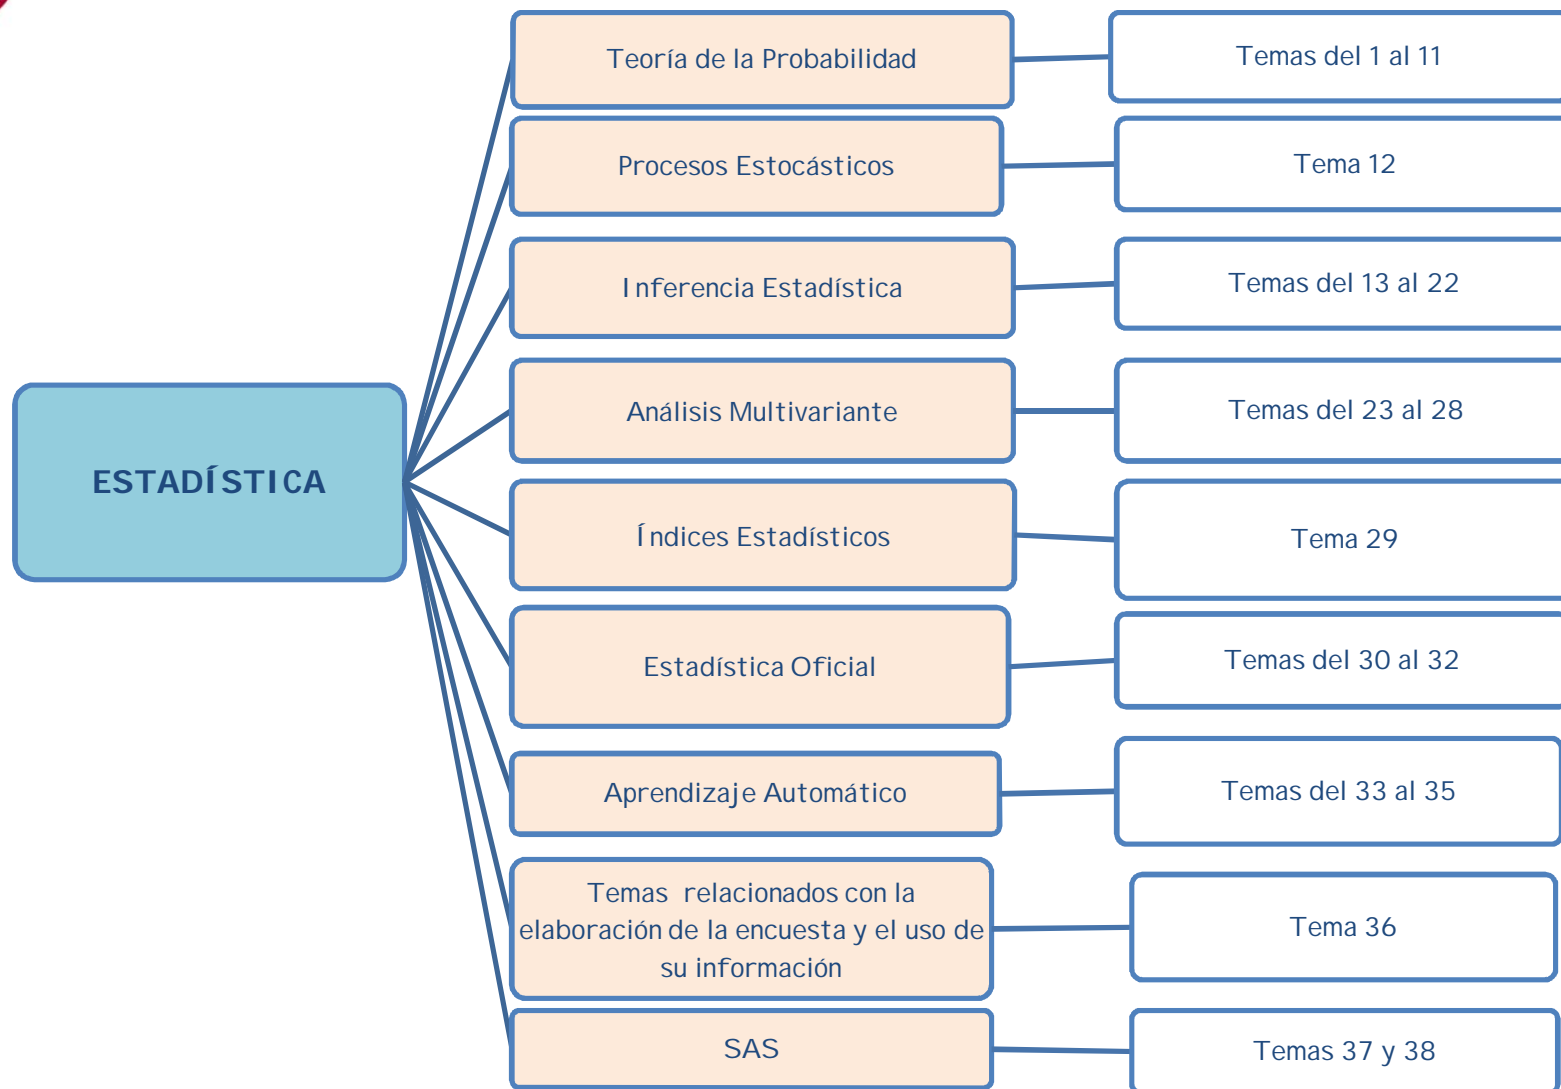 ESTADÍSTICA
Teoría de la Probabilidad
Temas del 1 al 11
Procesos Estocásticos
Tema 12
Inferencia Estadística
Temas del 13 al 22
Análisis Multivariante
Temas del 23 al 28
Índices Estadísticos
Tema 29
Estadística Oficial
Temas del 30 al 32
Aprendizaje Automático
Temas del 33 al 35
Temas relacionados con la
elaboración de la encuesta y el uso de
su información
Tema 36
SAS
Temas 37 y 38